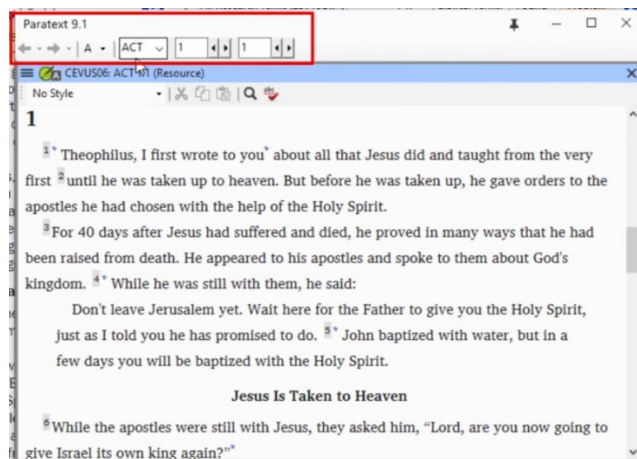 Paratext 9.1
A ACT 1 1
CEVUS06: ACT 1:1 (Resource)
No Style
1
1 * Theophilus, I first wrote to you* about all that Jesus did and taught from the very
first 2 until he was taken up to heaven. But before he was taken up, he gave orders to the
apostles he had chosen with the help of the Holy Spirit.
3 For 40 days after Jesus had suffered and died, he proved in many ways that he had
been raised from death. He appeared to his apostles and spoke to them about God's
kingdom. 4 * While he was still with them, he said:
Don't leave Jerusalem yet. Wait here for the Father to give you the Holy Spirit,
just as I told you he has promised to do. 5 * John baptized with water, but in a
few days you will be baptized with the Holy Spirit.
Jesus Is Taken to Heaven
6 While the apostles were still with Jesus, they asked him, “Lord, are you now going to
give Israel its own king again?”*